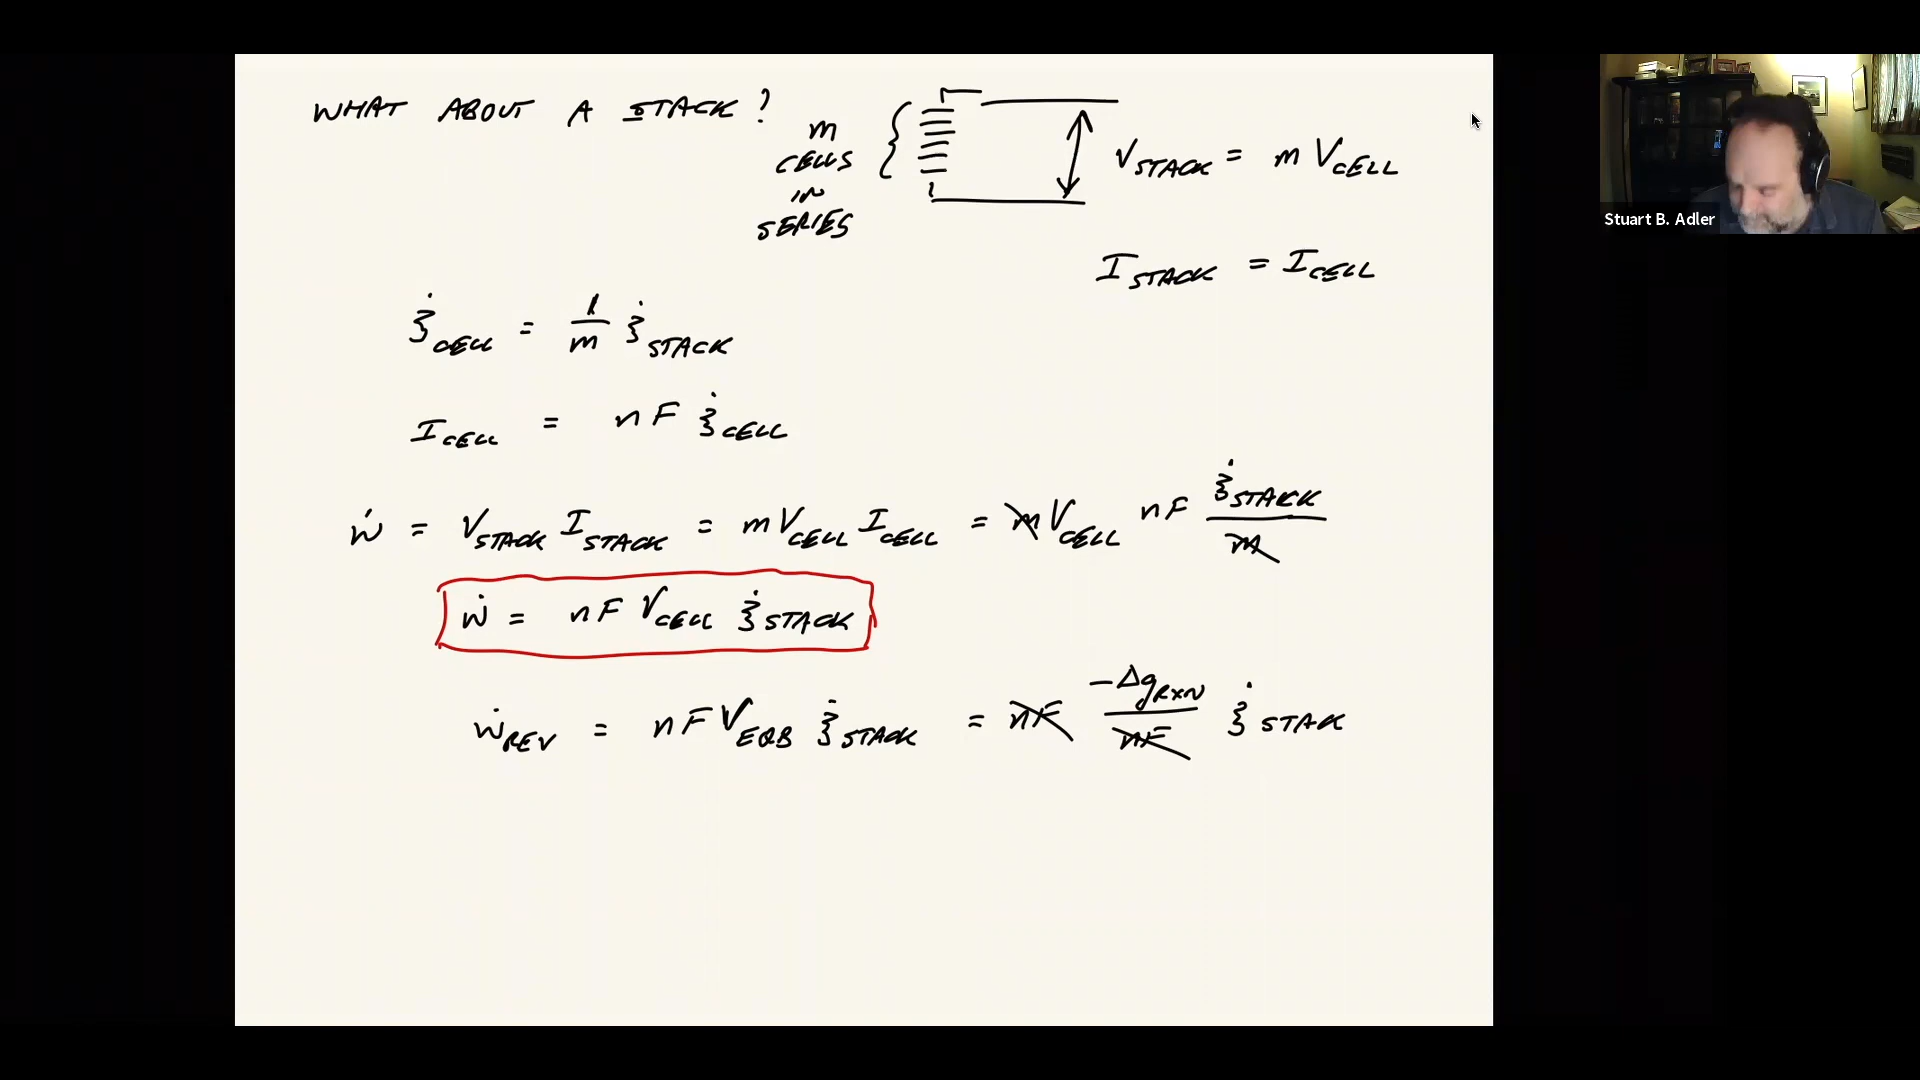 WHAT ABOUT A STACK?
m
CELLS
IN
SERIES
V_STACK = m V_CELL
I_STACK = I_CELL
ξ̇_CELL = 1/m ξ̇_STACK
I_CELL = nF ξ̇_CELL
ẇ = V_STACK I_STACK = m V_CELL I_CELL = m V_CELL nF ξ̇_STACK / m
ẇ = nF V_CELL ξ̇_STACK
ẇ_REV = nF V_EQB ξ̇_STACK = nF -Δg_RXN / nF ξ̇ STAK
Stuart B. Adler